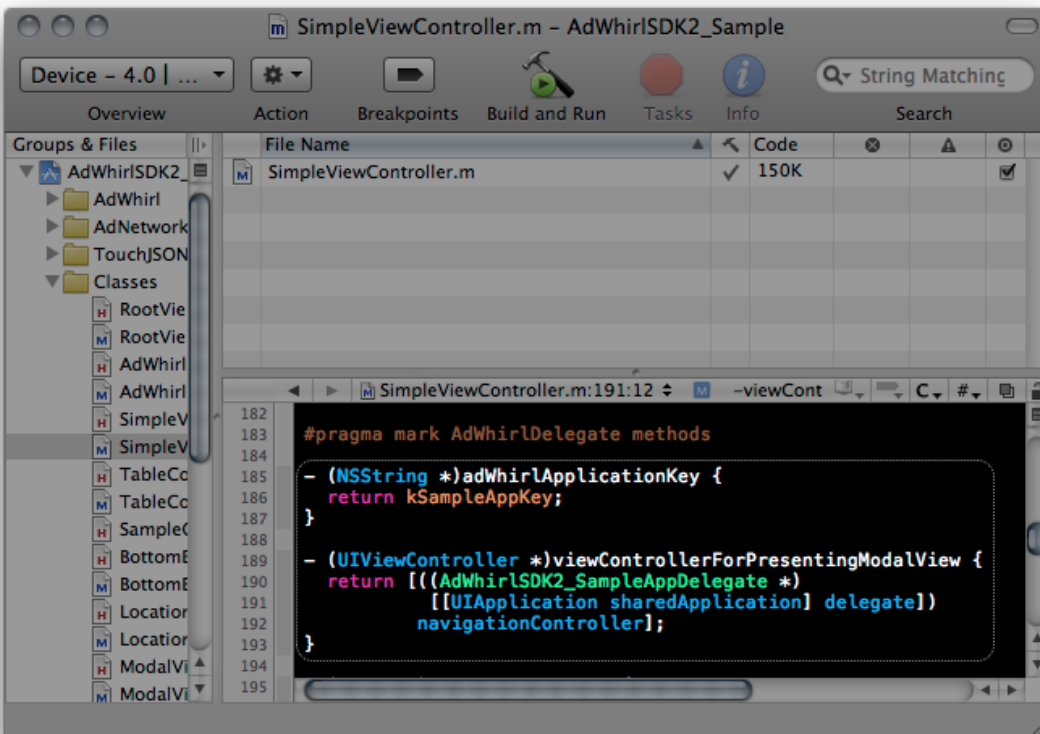 SimpleViewController.m – AdWhirlSDK2_Sample
Device – 4.0 | ...
String Matching
Overview
Action
Breakpoints
Build and Run
Tasks
Info
Search
Groups & Files
File Name
Code
AdWhirlSDK2_
SimpleViewController.m
150K
AdWhirl
AdNetwork
TouchJSON
Classes
RootVie
RootVie
AdWhirl
AdWhirl
SimpleV
SimpleV
TableCo
TableCo
Sample
Bottom
Bottom
Location
Location
ModalVi
ModalVi
SimpleViewController.m:191:12
-viewCont
C
#
182
183 #pragma mark AdWhirlDelegate methods
184
185 – (NSString *)adWhirlApplicationKey {
186 return kSampleAppKey;
187 }
188
189 – (UIViewController *)viewControllerForPresentingModalView {
190 return [((AdWhirlSDK2_SampleAppDelegate *)
191 [[UIApplication sharedApplication] delegate])
192 navigationController];
193 }
194
195